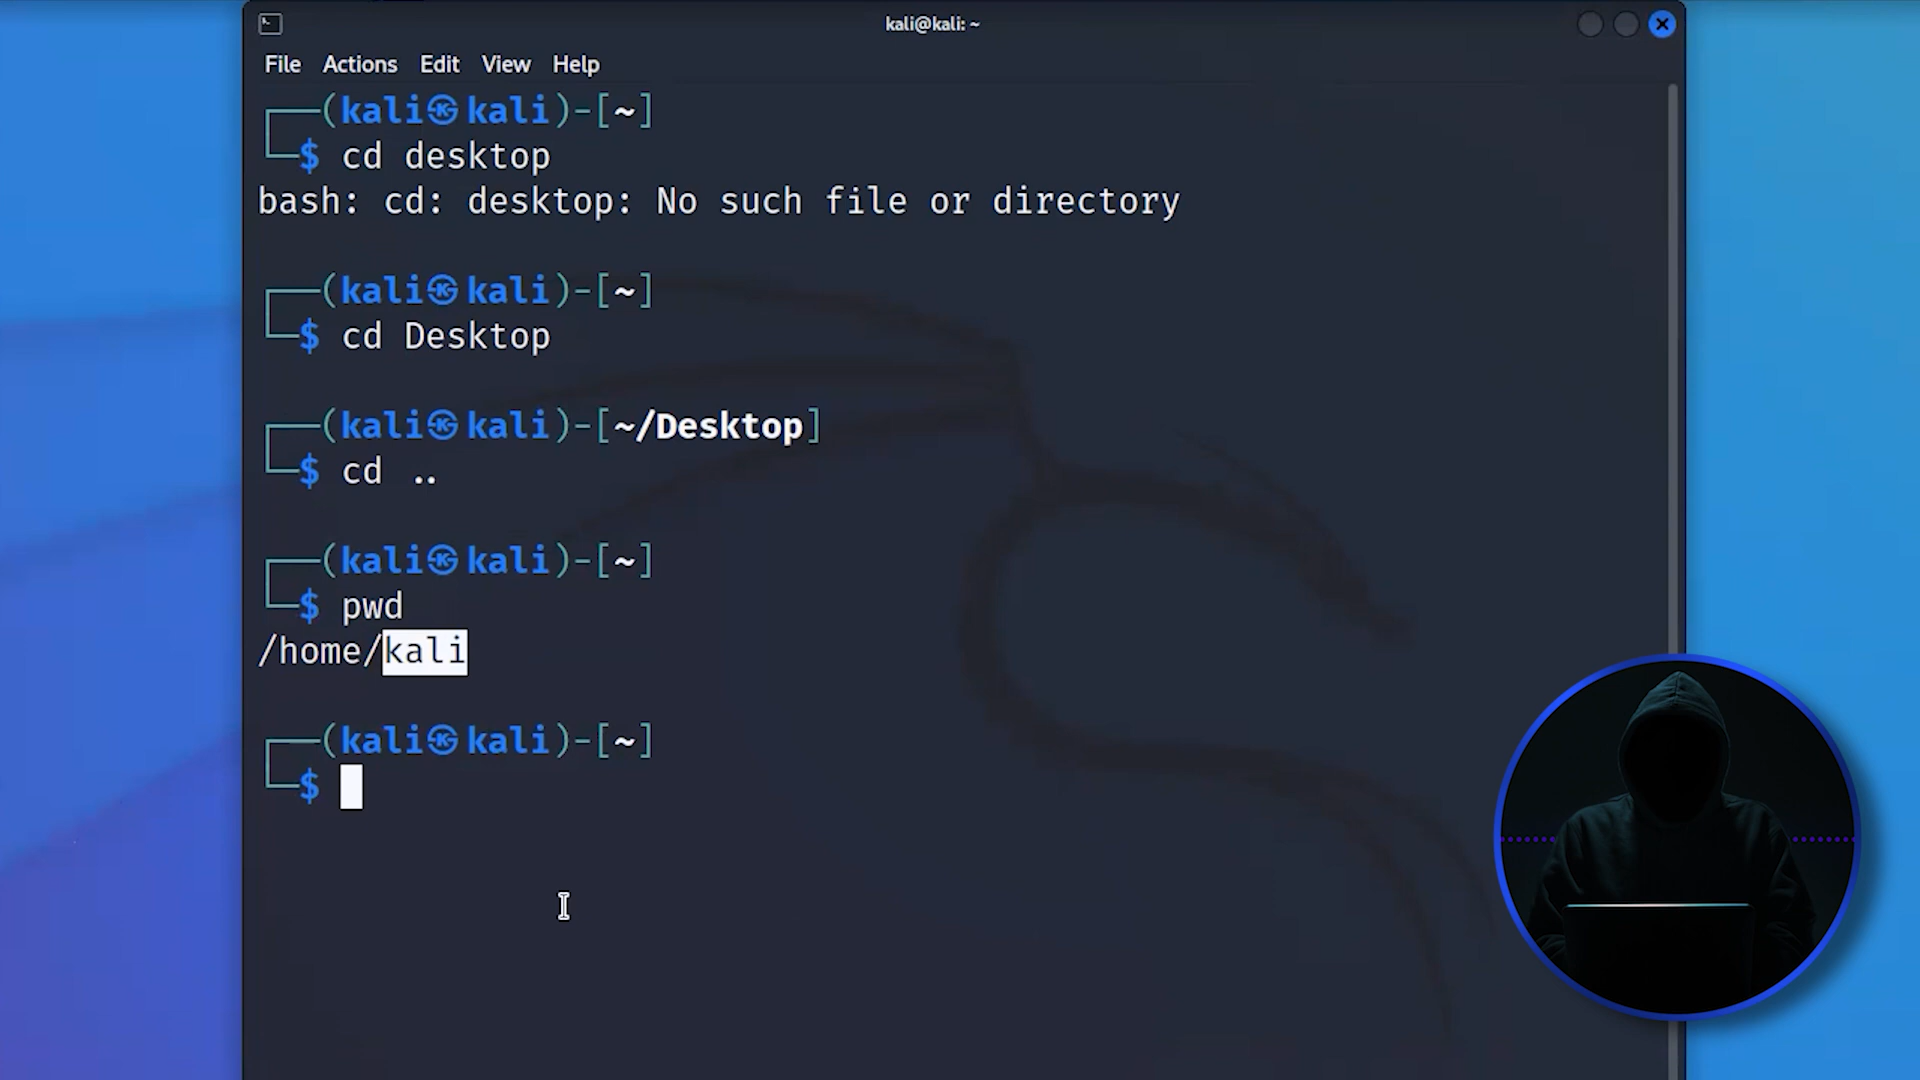 kali@kali: ~
File Actions Edit View Help
┌──(kali㉿kali)-[~]
└─$ cd desktop
bash: cd: desktop: No such file or directory
┌──(kali㉿kali)-[~]
└─$ cd Desktop
┌──(kali㉿kali)-[~/Desktop]
└─$ cd ..
┌──(kali㉿kali)-[~]
└─$ pwd
/home/kali
┌──(kali㉿kali)-[~]
└─$